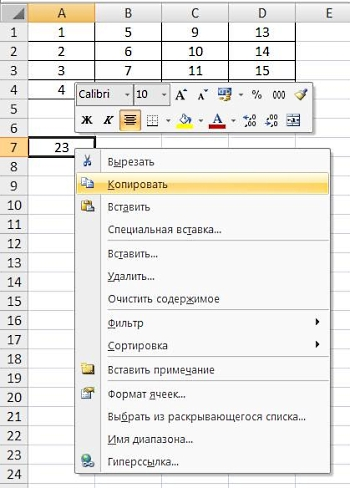 A B C D E
1 1 5 9 13
2 2 6 10 14
3 3 7 11 15
4 4
Calibri 10 A A % 000
5
Ж К A ,00 ,0
6
7 23
8 Вырезать
9 Копировать
10 Вставить
11 Специальная вставка...
12 Вставить...
13 Удалить...
14 Очистить содержимое
15 Фильтр
16 Сортировка
17 Вставить примечание
18 Формат ячеек...
19
20 Выбрать из раскрывающегося списка...
21 Имя диапазона...
22 Гиперссылка...
23
24